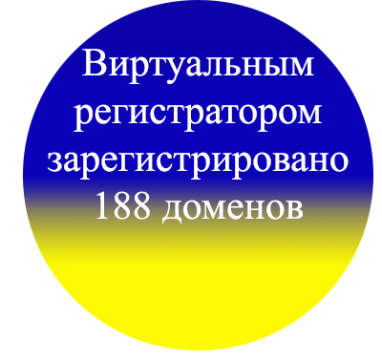 Виртуальным
регистратором
зарегистрировано
188 доменов